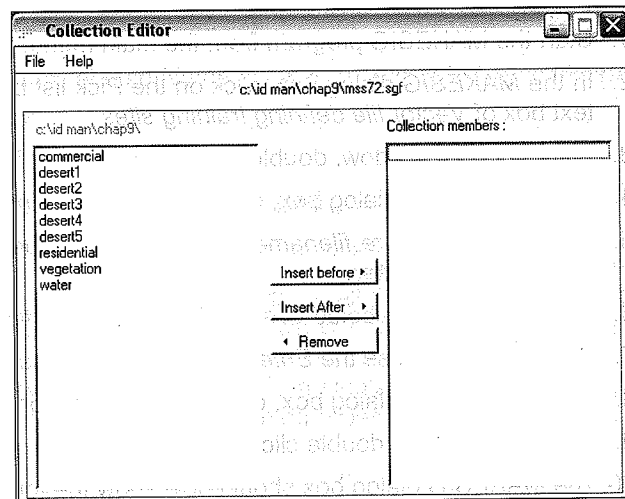 Collection Editor
File Help
c:\id man\chap9\mss72.sgf
c:\id man\chap9\
Collection members :
commercial
desert1
desert2
desert3
desert4
desert5
residential
vegetation
water
Insert before
Insert After
Remove